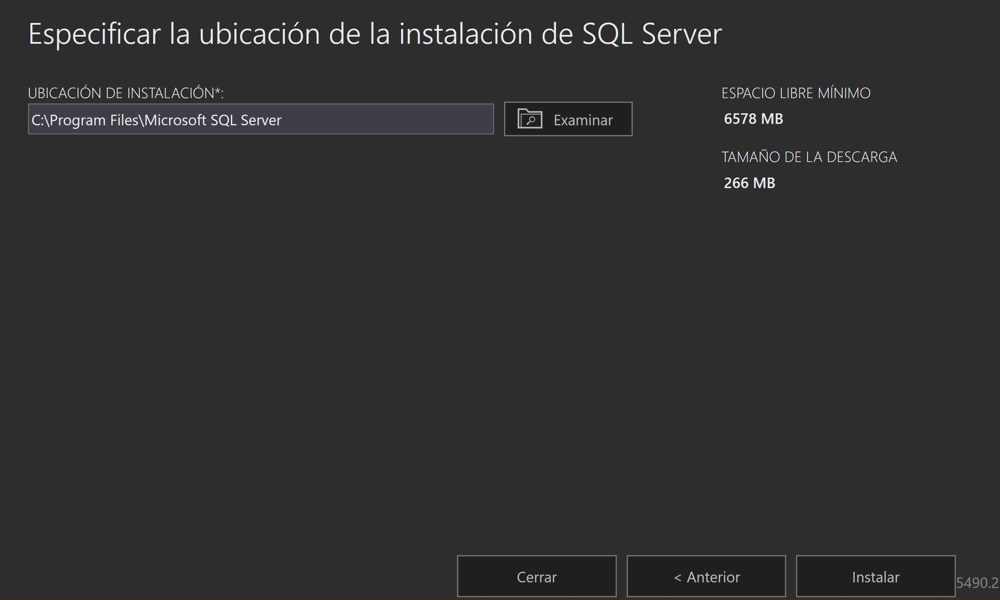 Especificar la ubicación de la instalación de SQL Server
UBICACIÓN DE INSTALACIÓN*:
C:\Program Files\Microsoft SQL Server
Examinar
ESPACIO LIBRE MÍNIMO
6578 MB
TAMAÑO DE LA DESCARGA
266 MB
Cerrar
< Anterior
Instalar
5490.2